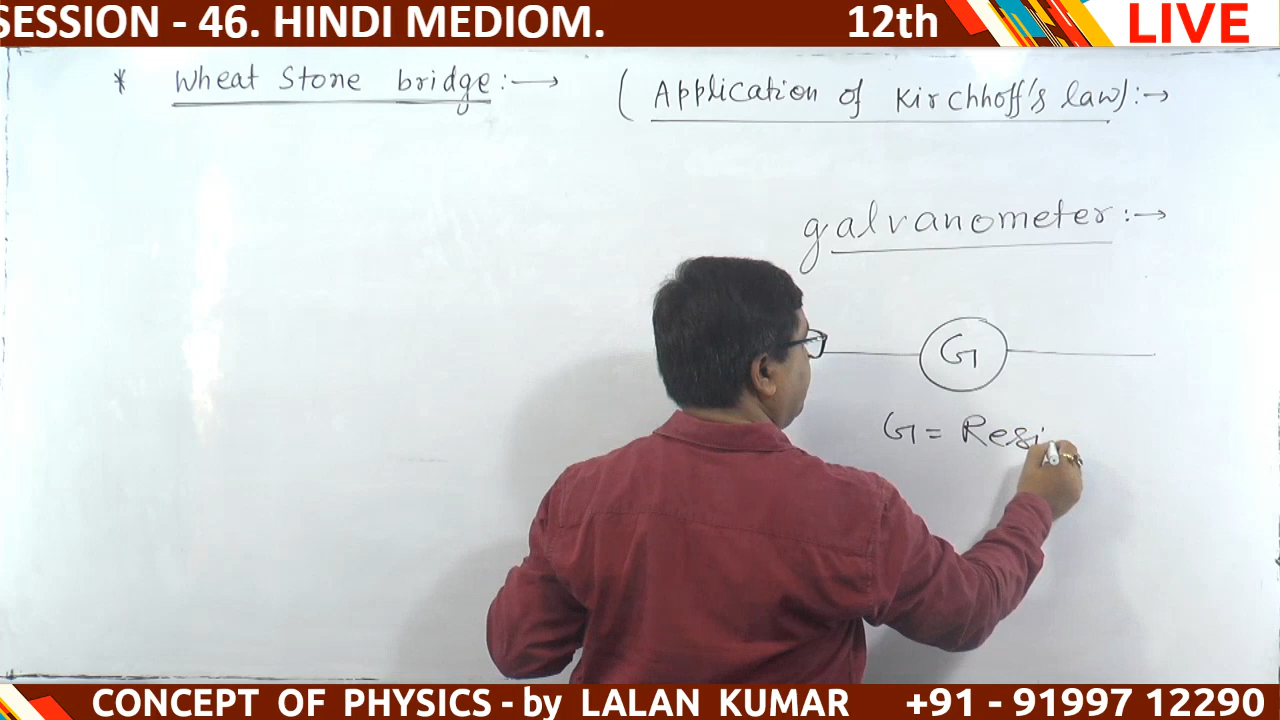 SESSION - 46. HINDI MEDIOM.
12th
LIVE
* Wheat Stone bridge:→
(Application of Kirchhoff's law):→
galvanometer:→
G
G = Resi
CONCEPT OF PHYSICS - by LALAN KUMAR
+91 - 91997 12290